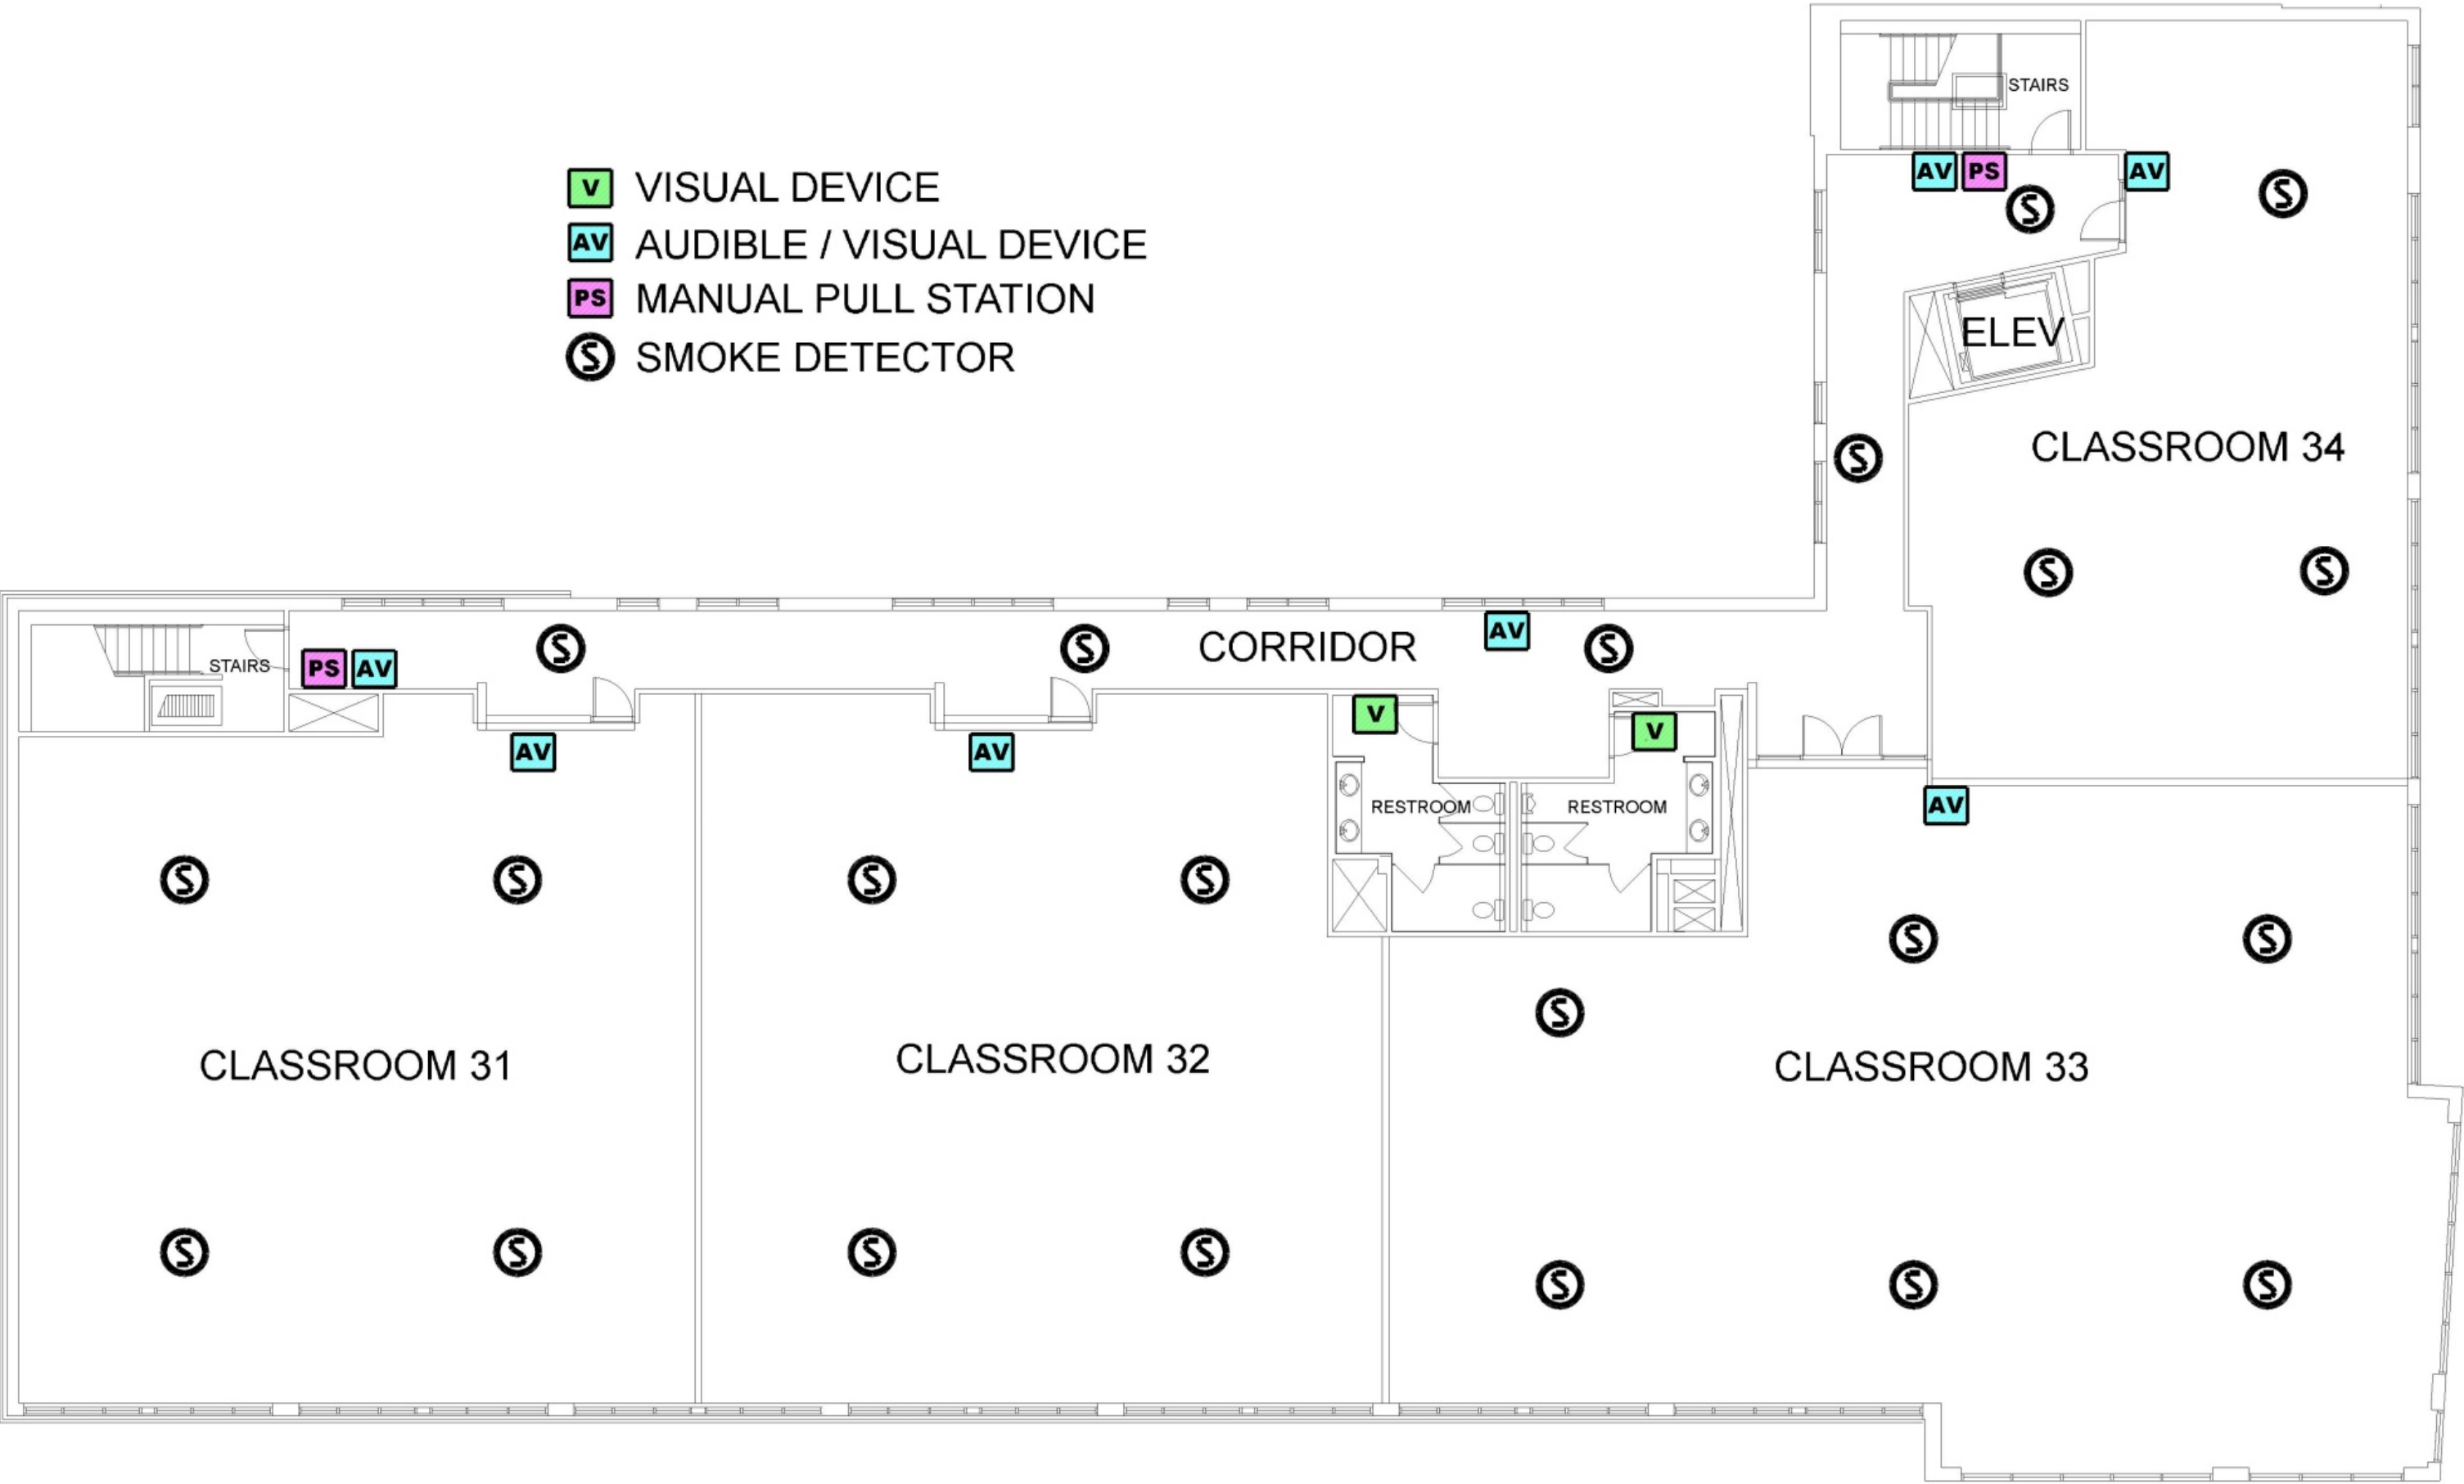 STAIRS
V VISUAL DEVICE
AV AUDIBLE / VISUAL DEVICE
PS MANUAL PULL STATION
S SMOKE DETECTOR
AV PS AV
S
S
ELEV
CLASSROOM 34
S
S
S
AV
S
S
CORRIDOR
S
STAIRS
PS AV
V
V
AV
AV
RESTROOM
RESTROOM
AV
S
S
S
S
S
S
S
CLASSROOM 31
CLASSROOM 32
CLASSROOM 33
S
S
S
S
S
S
S